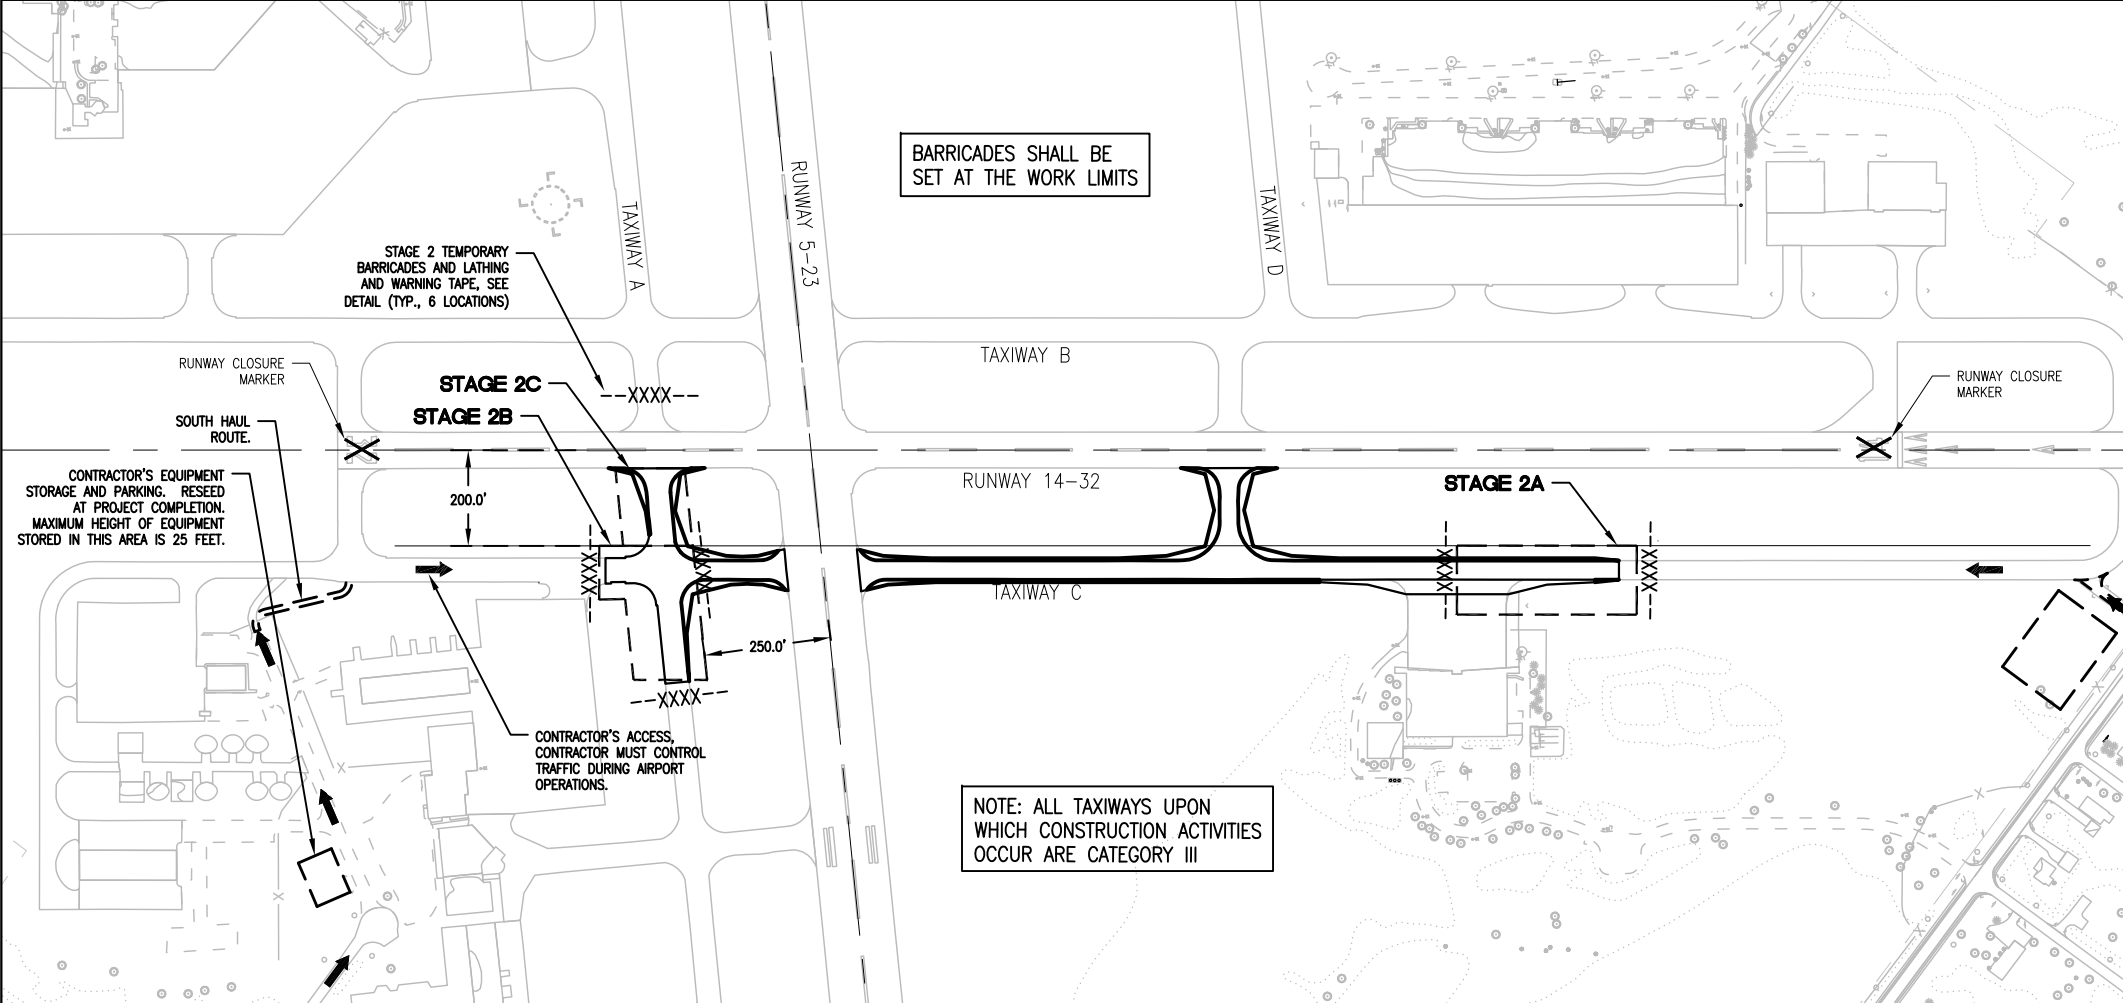 BARRICADES SHALL BE
SET AT THE WORK LIMITS
RUNWAY 5-23
TAXIWAY A
TAXIWAY D
STAGE 2 TEMPORARY
BARRICADES AND LATHING
AND WARNING TAPE, SEE
DETAIL (TYP., 6 LOCATIONS)
TAXIWAY B
RUNWAY CLOSURE
MARKER
STAGE 2C
XXXX
STAGE 2B
RUNWAY CLOSURE
MARKER
SOUTH HAUL
ROUTE.
CONTRACTOR'S EQUIPMENT
STORAGE AND PARKING. RESEED
AT PROJECT COMPLETION.
MAXIMUM HEIGHT OF EQUIPMENT
STORED IN THIS AREA IS 25 FEET.
200.0'
RUNWAY 14-32
STAGE 2A
XXXX
XXXX
XXXX
XXXX
TAXIWAY C
250.0'
XXXX
CONTRACTOR'S ACCESS,
CONTRACTOR MUST CONTROL
TRAFFIC DURING AIRPORT
OPERATIONS.
NOTE: ALL TAXIWAYS UPON
WHICH CONSTRUCTION ACTIVITIES
OCCUR ARE CATEGORY III